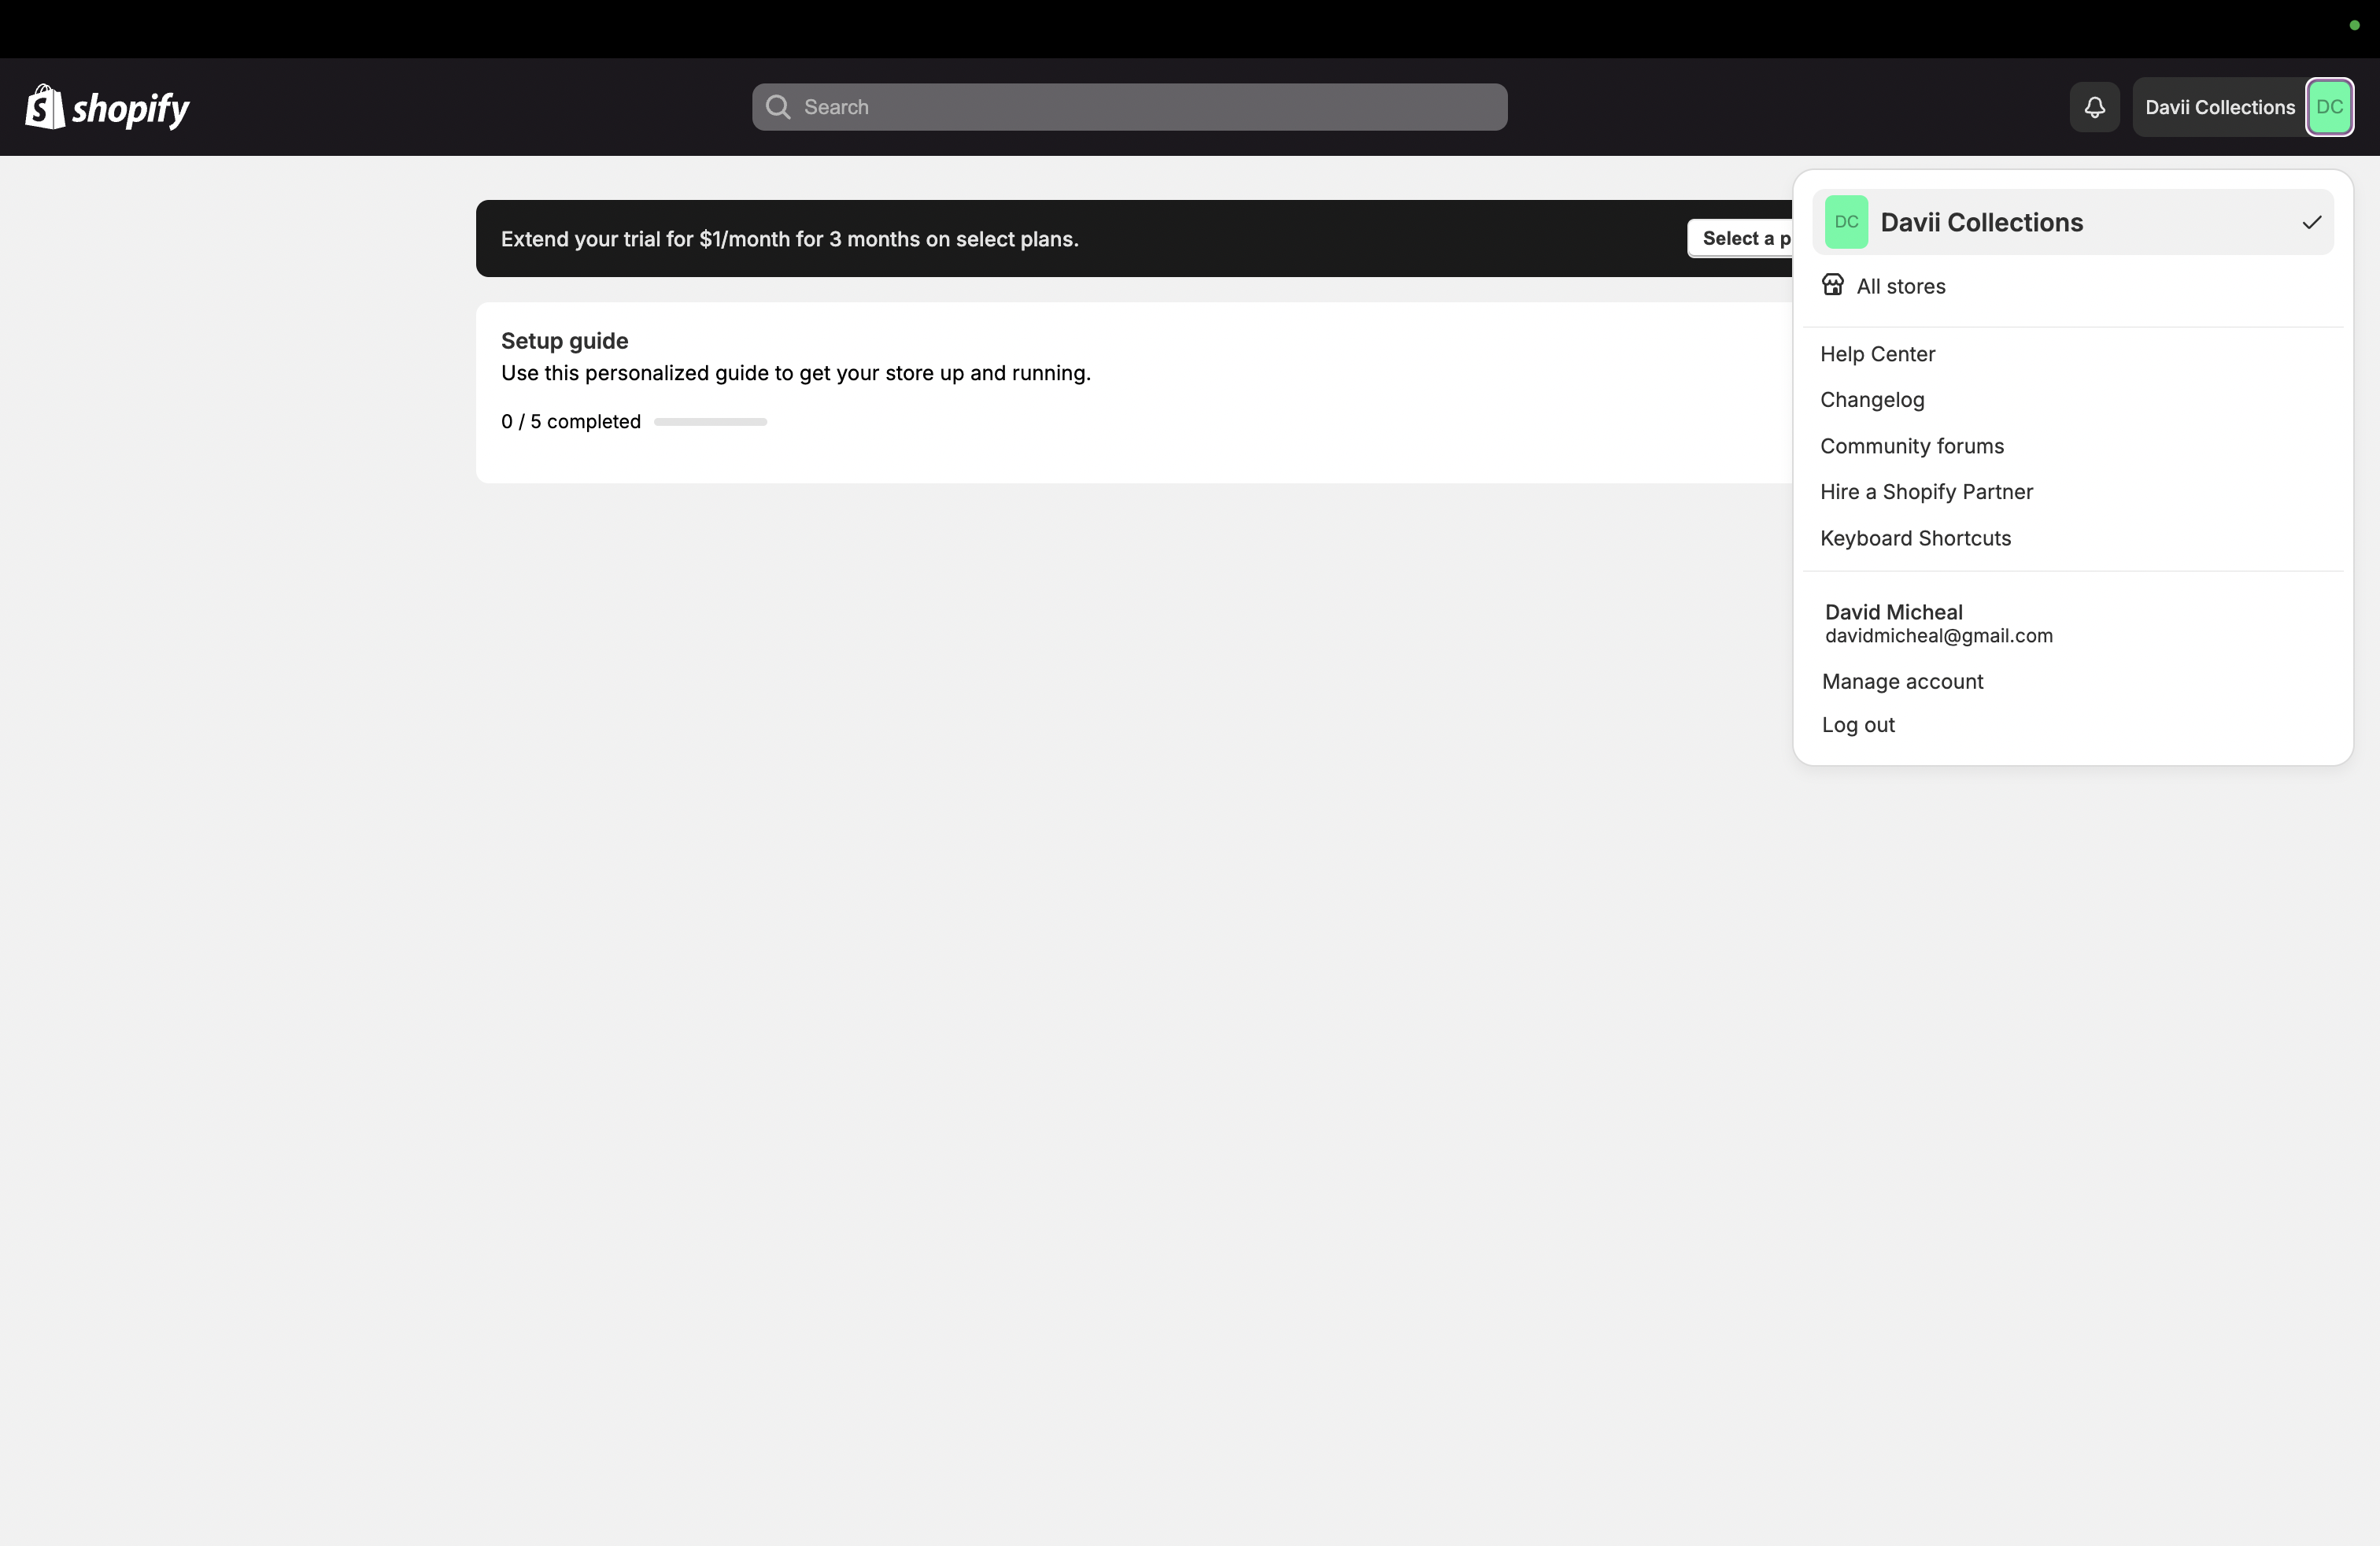 shopify
Search
Davii Collections
DC
Extend your trial for $1/month for 3 months on select plans.
Select a p
Setup guide
Use this personalized guide to get your store up and running.
0 / 5 completed
DC
Davii Collections
All stores
Help Center
Changelog
Community forums
Hire a Shopify Partner
Keyboard Shortcuts
David Micheal
davidmicheal@gmail.com
Manage account
Log out